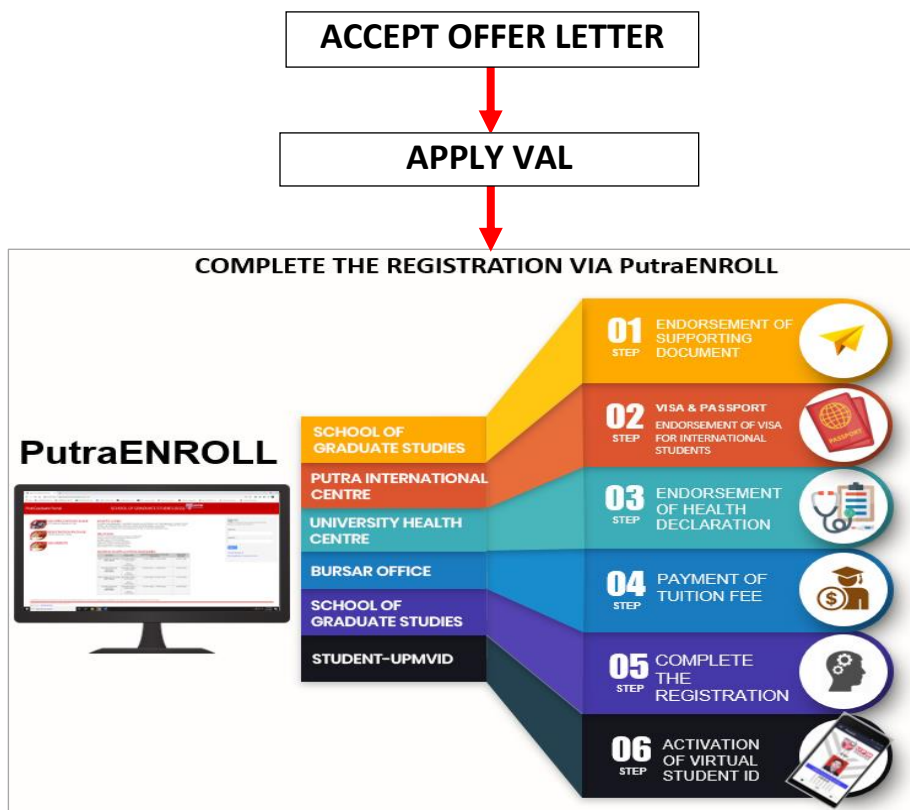 ACCEPT OFFER LETTER
APPLY VAL
COMPLETE THE REGISTRATION VIA PutraENROLL
PutraENROLL
SCHOOL OF
GRADUATE STUDIES
PUTRA INTERNATIONAL
CENTRE
UNIVERSITY HEALTH
CENTRE
BURSAR OFFICE
SCHOOL OF
GRADUATE STUDIES
STUDENT-UPMVID
01
STEP
ENDORSEMENT OF
SUPPORTING
DOCUMENT
02
STEP
VISA & PASSPORT
ENDORSEMENT OF VISA
FOR INTERNATIONAL
STUDENTS
PASSPORT
03
STEP
ENDORSEMENT
OF HEALTH
DECLARATION
04
STEP
PAYMENT OF
TUITION FEE
05
STEP
COMPLETE
THE
REGISTRATION
06
STEP
ACTIVATION
OF VIRTUAL
STUDENT ID